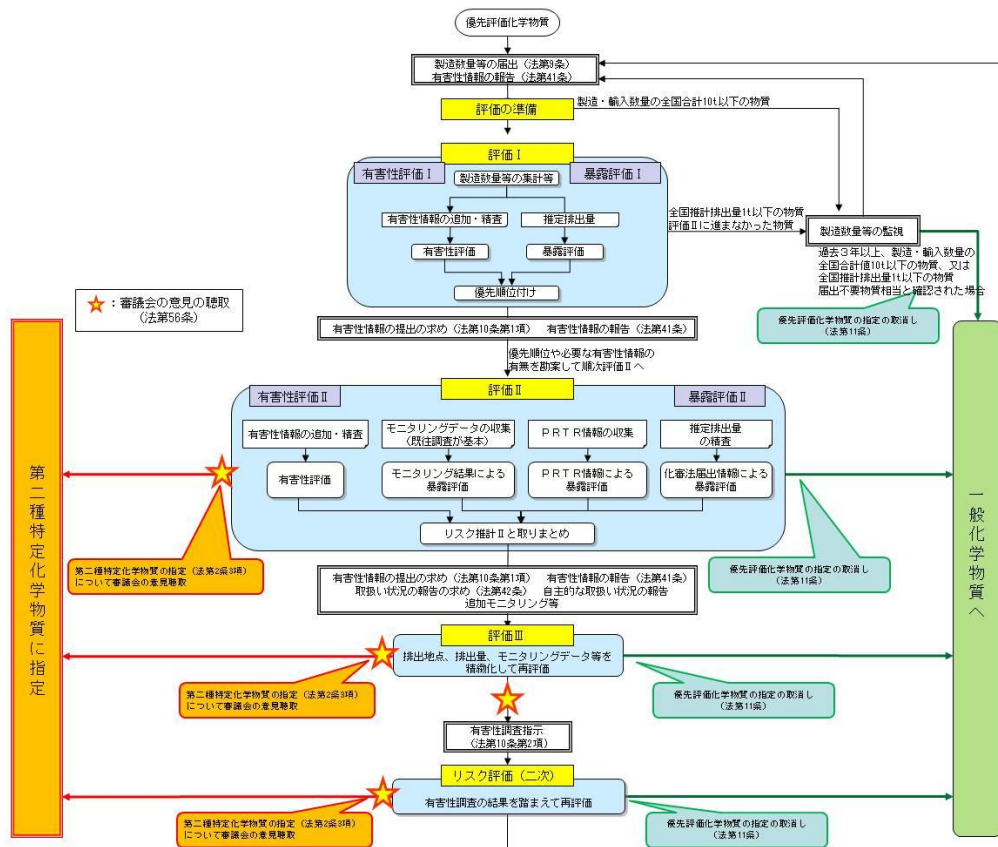 優先評価化学物質
製造数量等の届出（法第9条）
有害性情報の報告（法第41条）
評価の準備
製造・輸入数量の全国合計10t以下の物質
評価Ⅰ
有害性評価Ⅰ
暴露評価Ⅰ
製造数量等の集計等
有害性情報の追加・精査
推定排出量
有害性評価
暴露評価
優先順位付け
全国推計排出量1t以下の物質
評価Ⅱに進まなかった物質
製造数量等の監視
過去３年以上、製造・輸入数量の
全国合計値10t以下の物質、又は
全国推計排出量1t以下の物質
届出不要物質相当と確認された場合
優先評価化学物質の指定の取消し
（法第11条）
：審議会の意見の聴取
（法第56条）
有害性情報の提出の求め（法第10条第1項）　有害性情報の報告（法第41条）
優先順位や必要な有害性情報の
有無を勘案して順次評価Ⅱへ
評価Ⅱ
有害性評価Ⅱ
暴露評価Ⅱ
有害性情報の追加・精査
モニタリングデータの収集
（既往調査が基本）
ＰＲＴＲ情報の収集
推定排出量
の精査
有害性評価
モニタリング結果による
暴露評価
ＰＲＴＲ情報による
暴露評価
化審法届出情報による
暴露評価
リスク推計Ⅱと取りまとめ
第二種特定化学物質の指定（法第2条3項）
について審議会の意見聴取
優先評価化学物質の指定の取消し
（法第11条）
有害性情報の提出の求め（法第10条第1項）　有害性情報の報告（法第41条）
取扱い状況の報告の求め（法第42条）　自主的な取扱い状況の報告
追加モニタリング等
評価Ⅲ
排出地点、排出量、モニタリングデータ等を
精緻化して再評価
第二種特定化学物質の指定（法第2条3項）
について審議会の意見聴取
優先評価化学物質の指定の取消し
（法第11条）
有害性調査指示
（法第10条第2項）
リスク評価（二次）
有害性調査の結果を踏まえて再評価
第二種特定化学物質の指定（法第2条3項）
について審議会の意見聴取
優先評価化学物質の指定の取消し
（法第11条）
第二種特定化学物質に指定
一般化学物質へ